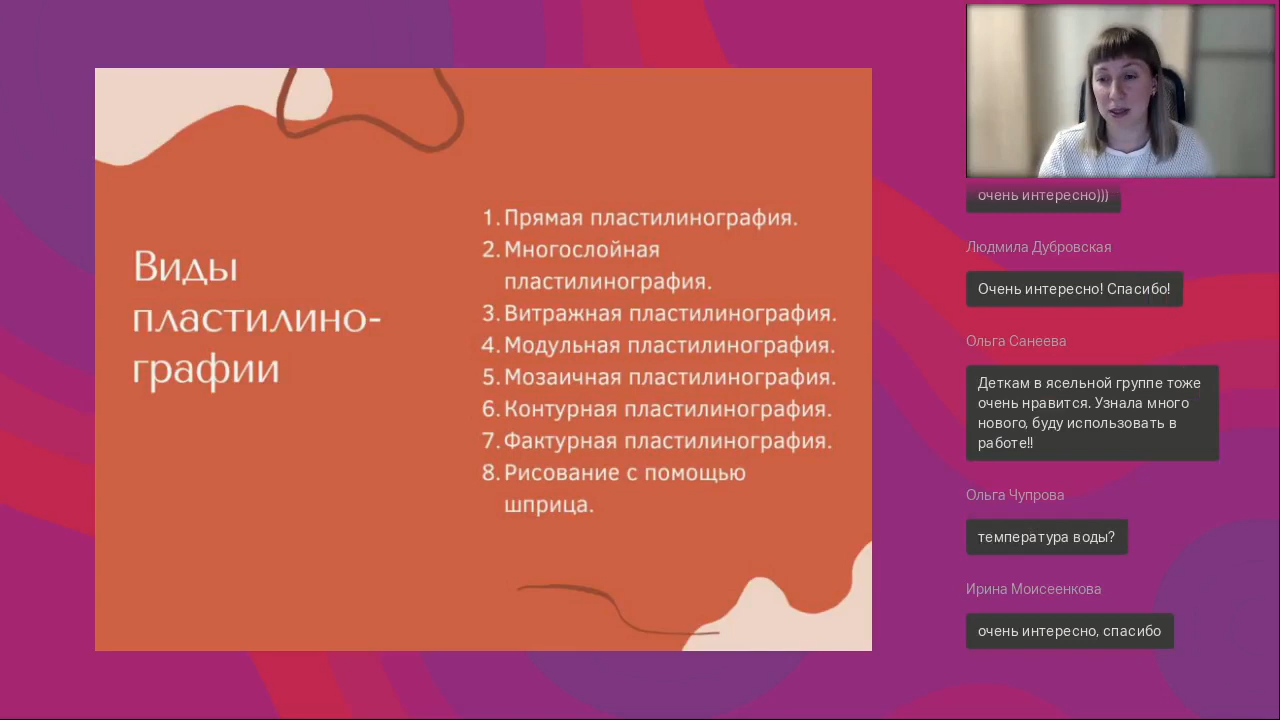 Виды
пластилино-
графии
1. Прямая пластилинография.
2. Многослойная
пластилинография.
3. Витражная пластилинография.
4. Модульная пластилинография.
5. Мозаичная пластилинография.
6. Контурная пластилинография.
7. Фактурная пластилинография.
8. Рисование с помощью
шприца.
очень интересно)))
Людмила Дубровская
Очень интересно! Спасибо!
Ольга Санеева
Деткам в ясельной группе тоже
очень нравится. Узнала много
нового, буду использовать в
работе!!
Ольга Чупрова
температура воды?
Ирина Моисеенкова
очень интересно, спасибо